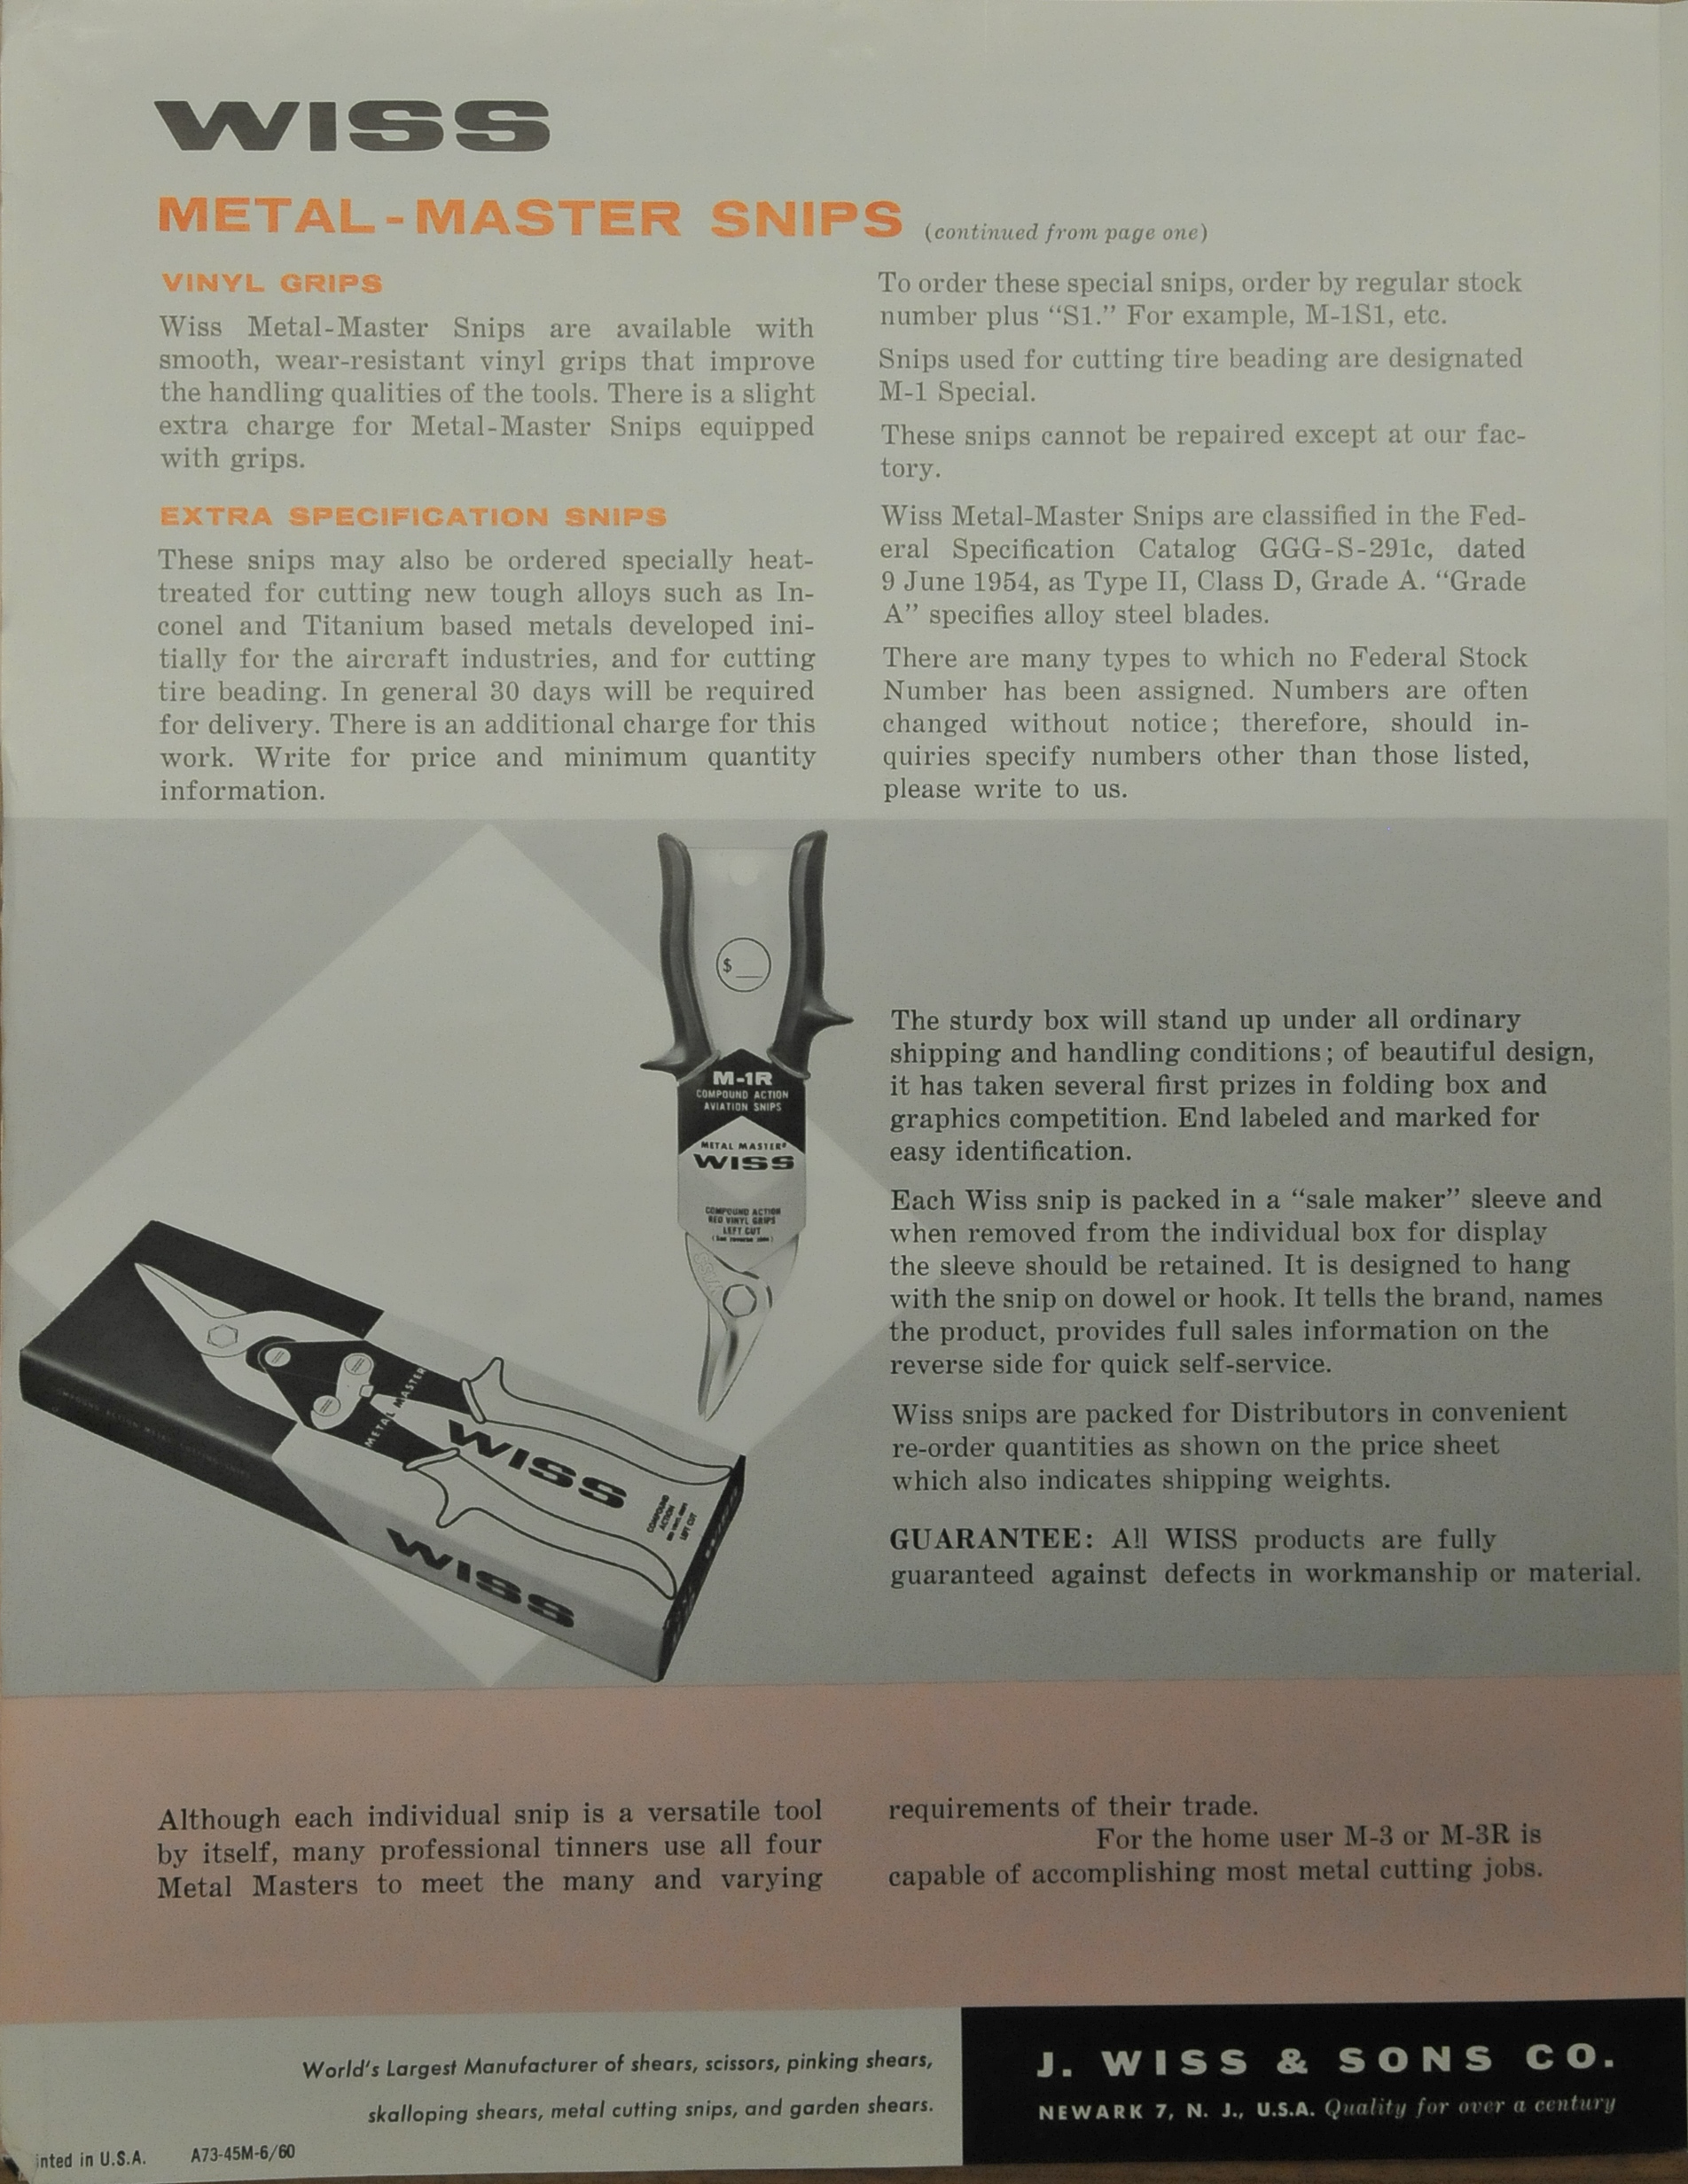 WISS
METAL-MASTER SNIPS (continued from page one)
VINYL GRIPS
Wiss Metal-Master Snips are available with
smooth, wear-resistant vinyl grips that improve
the handling qualities of the tools. There is a slight
extra charge for Metal-Master Snips equipped
with grips.
EXTRA SPECIFICATION SNIPS
These snips may also be ordered specially heat-
treated for cutting new tough alloys such as In-
conel and Titanium based metals developed ini-
tially for the aircraft industries, and for cutting
tire beading. In general 30 days will be required
for delivery. There is an additional charge for this
work. Write for price and minimum quantity
information.
To order these special snips, order by regular stock
number plus “S1.” For example, M-1S1, etc.
Snips used for cutting tire beading are designated
M-1 Special.
These snips cannot be repaired except at our fac-
tory.
Wiss Metal-Master Snips are classified in the Fed-
eral Specification Catalog GGG-S-291c, dated
9 June 1954, as Type II, Class D, Grade A. “Grade
A” specifies alloy steel blades.
There are many types to which no Federal Stock
Number has been assigned. Numbers are often
changed without notice; therefore, should in-
quiries specify numbers other than those listed,
please write to us.
$
M-1R
COMPOUND ACTION
AVIATION SNIPS
METAL MASTER®
WISS
COMPOUND ACTION
RED VINYL GRIPS
LEFT CUT
METAL MASTER
WISS
COMPOUND
ACTION
LEFT CUT
WISS
The sturdy box will stand up under all ordinary
shipping and handling conditions; of beautiful design,
it has taken several first prizes in folding box and
graphics competition. End labeled and marked for
easy identification.
Each Wiss snip is packed in a “sale maker” sleeve and
when removed from the individual box for display
the sleeve should be retained. It is designed to hang
with the snip on dowel or hook. It tells the brand, names
the product, provides full sales information on the
reverse side for quick self-service.
Wiss snips are packed for Distributors in convenient
re-order quantities as shown on the price sheet
which also indicates shipping weights.
GUARANTEE: All WISS products are fully
guaranteed against defects in workmanship or material.
Although each individual snip is a versatile tool
by itself, many professional tinners use all four
Metal Masters to meet the many and varying
requirements of their trade.
For the home user M-3 or M-3R is
capable of accomplishing most metal cutting jobs.
World's Largest Manufacturer of shears, scissors, pinking shears,
skalloping shears, metal cutting snips, and garden shears.
J. WISS & SONS CO.
NEWARK 7, N. J., U.S.A. Quality for over a century
inted in U.S.A. A73-45M-6/60